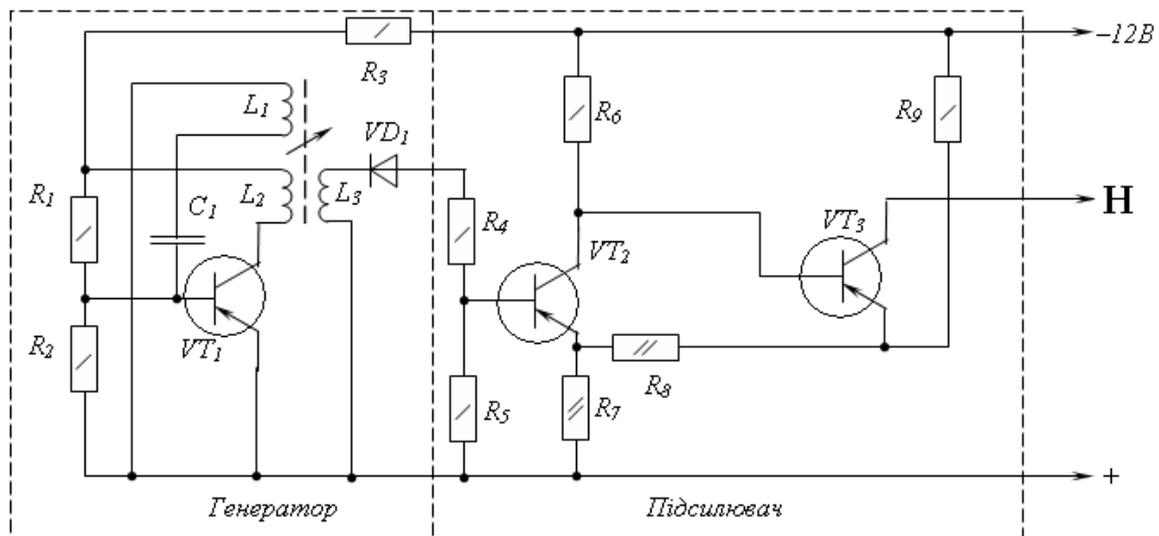 –12В
R3
L1
R6
R9
VD1
R1
C1
L2
L3
R4
VT2
VT3
Н
R2
VT1
R8
R5
R7
+
Генератор
Підсилювач